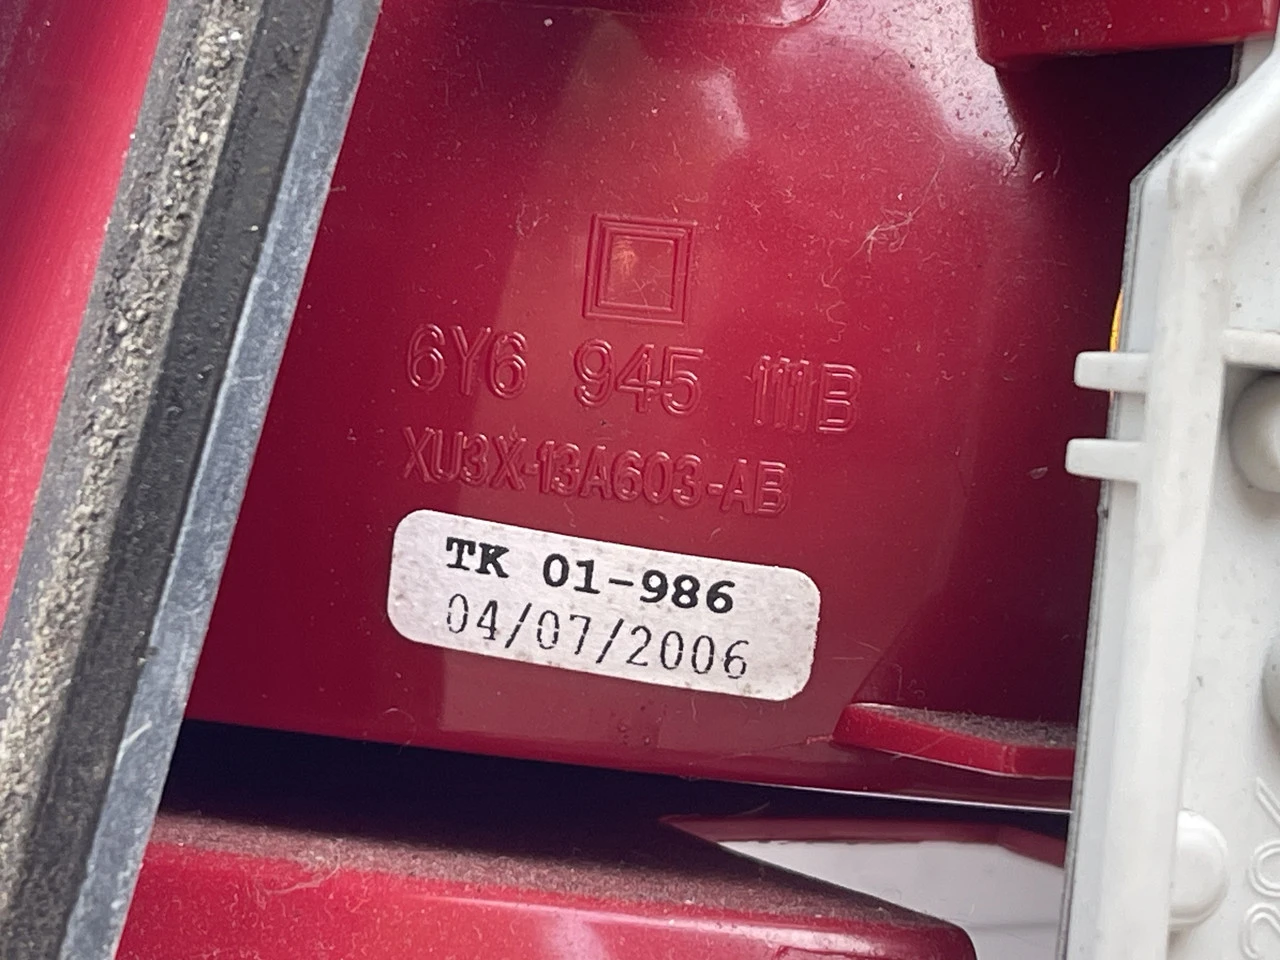 6Y6 945 111B
XU3X-13A603-AB
TK 01-986
04/07/2006